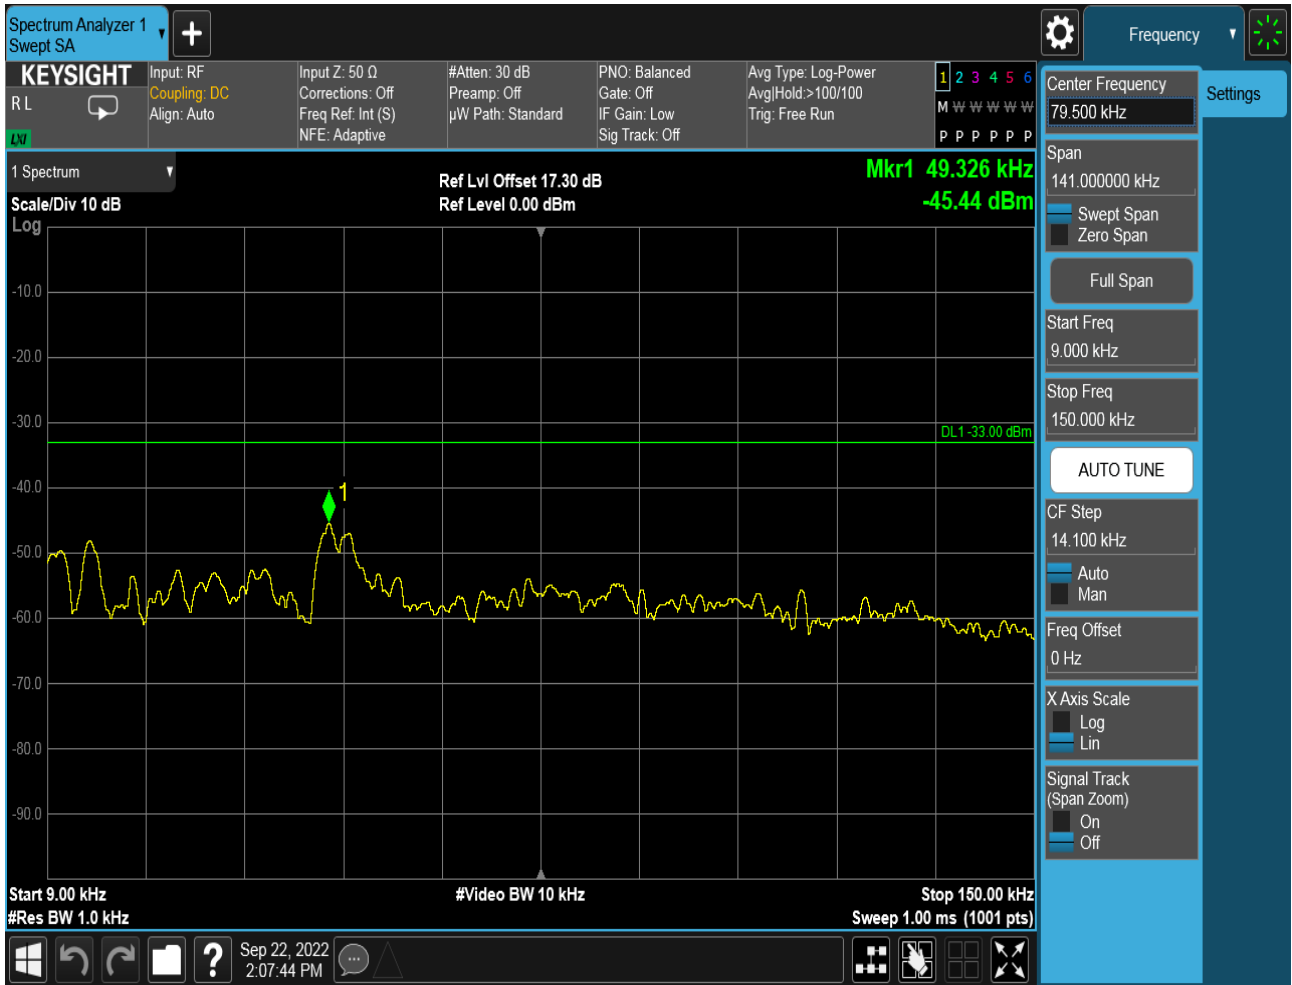 Spectrum Analyzer 1
Swept SA
Frequency
KEYSIGHT
R L
LXI
Input: RF
Coupling: DC
Align: Auto
Input Z: 50 Ω
Corrections: Off
Freq Ref: Int (S)
NFE: Adaptive
#Atten: 30 dB
Preamp: Off
µW Path: Standard
PNO: Balanced
Gate: Off
IF Gain: Low
Sig Track: Off
Avg Type: Log-Power
Avg|Hold:>100/100
Trig: Free Run
1 2 3 4 5 6
M W W W W W
P P P P P P
1 Spectrum
Scale/Div 10 dB
Log
Ref Lvl Offset 17.30 dB
Ref Level 0.00 dBm
Mkr1 49.326 kHz
-45.44 dBm
-10.0
-20.0
-30.0
DL1 -33.00 dBm
-40.0
1
-50.0
-60.0
-70.0
-80.0
-90.0
Start 9.00 kHz
#Res BW 1.0 kHz
#Video BW 10 kHz
Stop 150.00 kHz
Sweep 1.00 ms (1001 pts)
Center Frequency
79.500 kHz
Settings
Span
141.000000 kHz
Swept Span
Zero Span
Full Span
Start Freq
9.000 kHz
Stop Freq
150.000 kHz
AUTO TUNE
CF Step
14.100 kHz
Auto
Man
Freq Offset
0 Hz
X Axis Scale
Log
Lin
Signal Track
(Span Zoom)
On
Off
?
Sep 22, 2022
2:07:44 PM